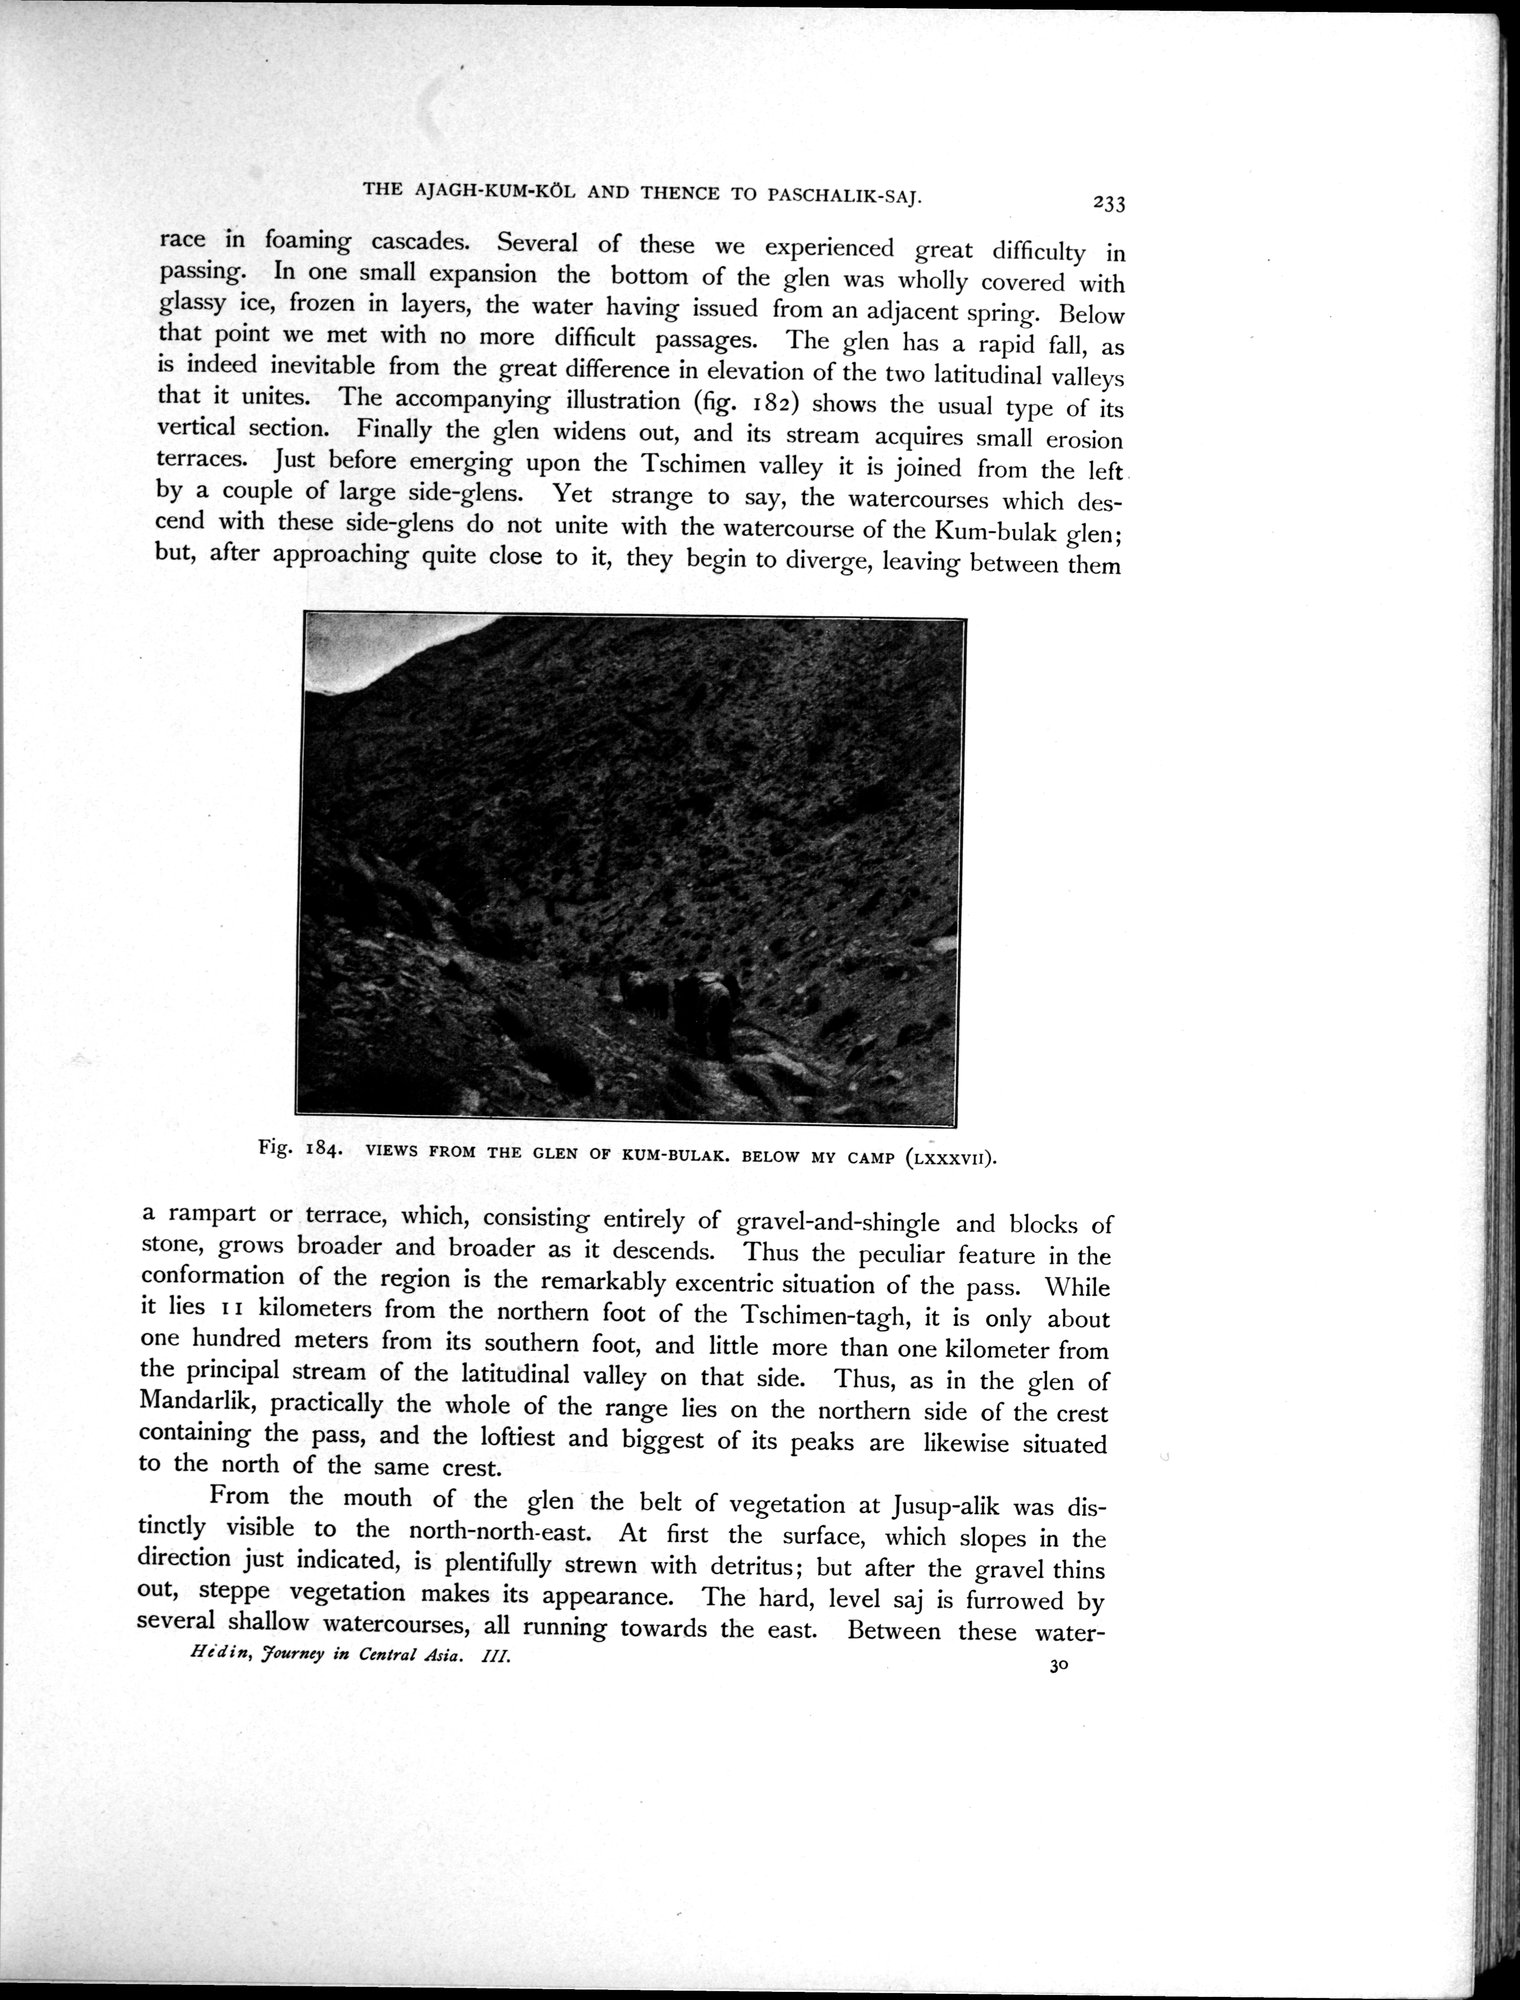 THE AJAGH-KUM-KÖL AND THENCE TO PASCHALIK-SAJ. 233
race in foaming cascades. Several of these we experienced great difficulty in
passing. In one small expansion the bottom of the glen was wholly covered with
glassy ice, frozen in layers, the water having issued from an adjacent spring. Below
that point we met with no more difficult passages. The glen has a rapid fall, as
is indeed inevitable from the great difference in elevation of the two latitudinal valleys
that it unites. The accompanying illustration (fig. 182) shows the usual type of its
vertical section. Finally the glen widens out, and its stream acquires small erosion
terraces. Just before emerging upon the Tschimen valley it is joined from the left
by a couple of large side-glens. Yet strange to say, the watercourses which des-
cend with these side-glens do not unite with the watercourse of the Kum-bulak glen;
but, after approaching quite close to it, they begin to diverge, leaving between them
Fig. 184. VIEWS FROM THE GLEN OF KUM-BULAK. BELOW MY CAMP (LXXXVII).
a rampart or terrace, which, consisting entirely of gravel-and-shingle and blocks of
stone, grows broader and broader as it descends. Thus the peculiar feature in the
conformation of the region is the remarkably excentric situation of the pass. While
it lies 11 kilometers from the northern foot of the Tschimen-tagh, it is only about
one hundred meters from its southern foot, and little more than one kilometer from
the principal stream of the latitudinal valley on that side. Thus, as in the glen of
Mandarlik, practically the whole of the range lies on the northern side of the crest
containing the pass, and the loftiest and biggest of its peaks are likewise situated
to the north of the same crest.
From the mouth of the glen the belt of vegetation at Jusup-alik was dis-
tinctly visible to the north-north-east. At first the surface, which slopes in the
direction just indicated, is plentifully strewn with detritus; but after the gravel thins
out, steppe vegetation makes its appearance. The hard, level saj is furrowed by
several shallow watercourses, all running towards the east. Between these water-
Hedin, Journey in Central Asia. III. 30